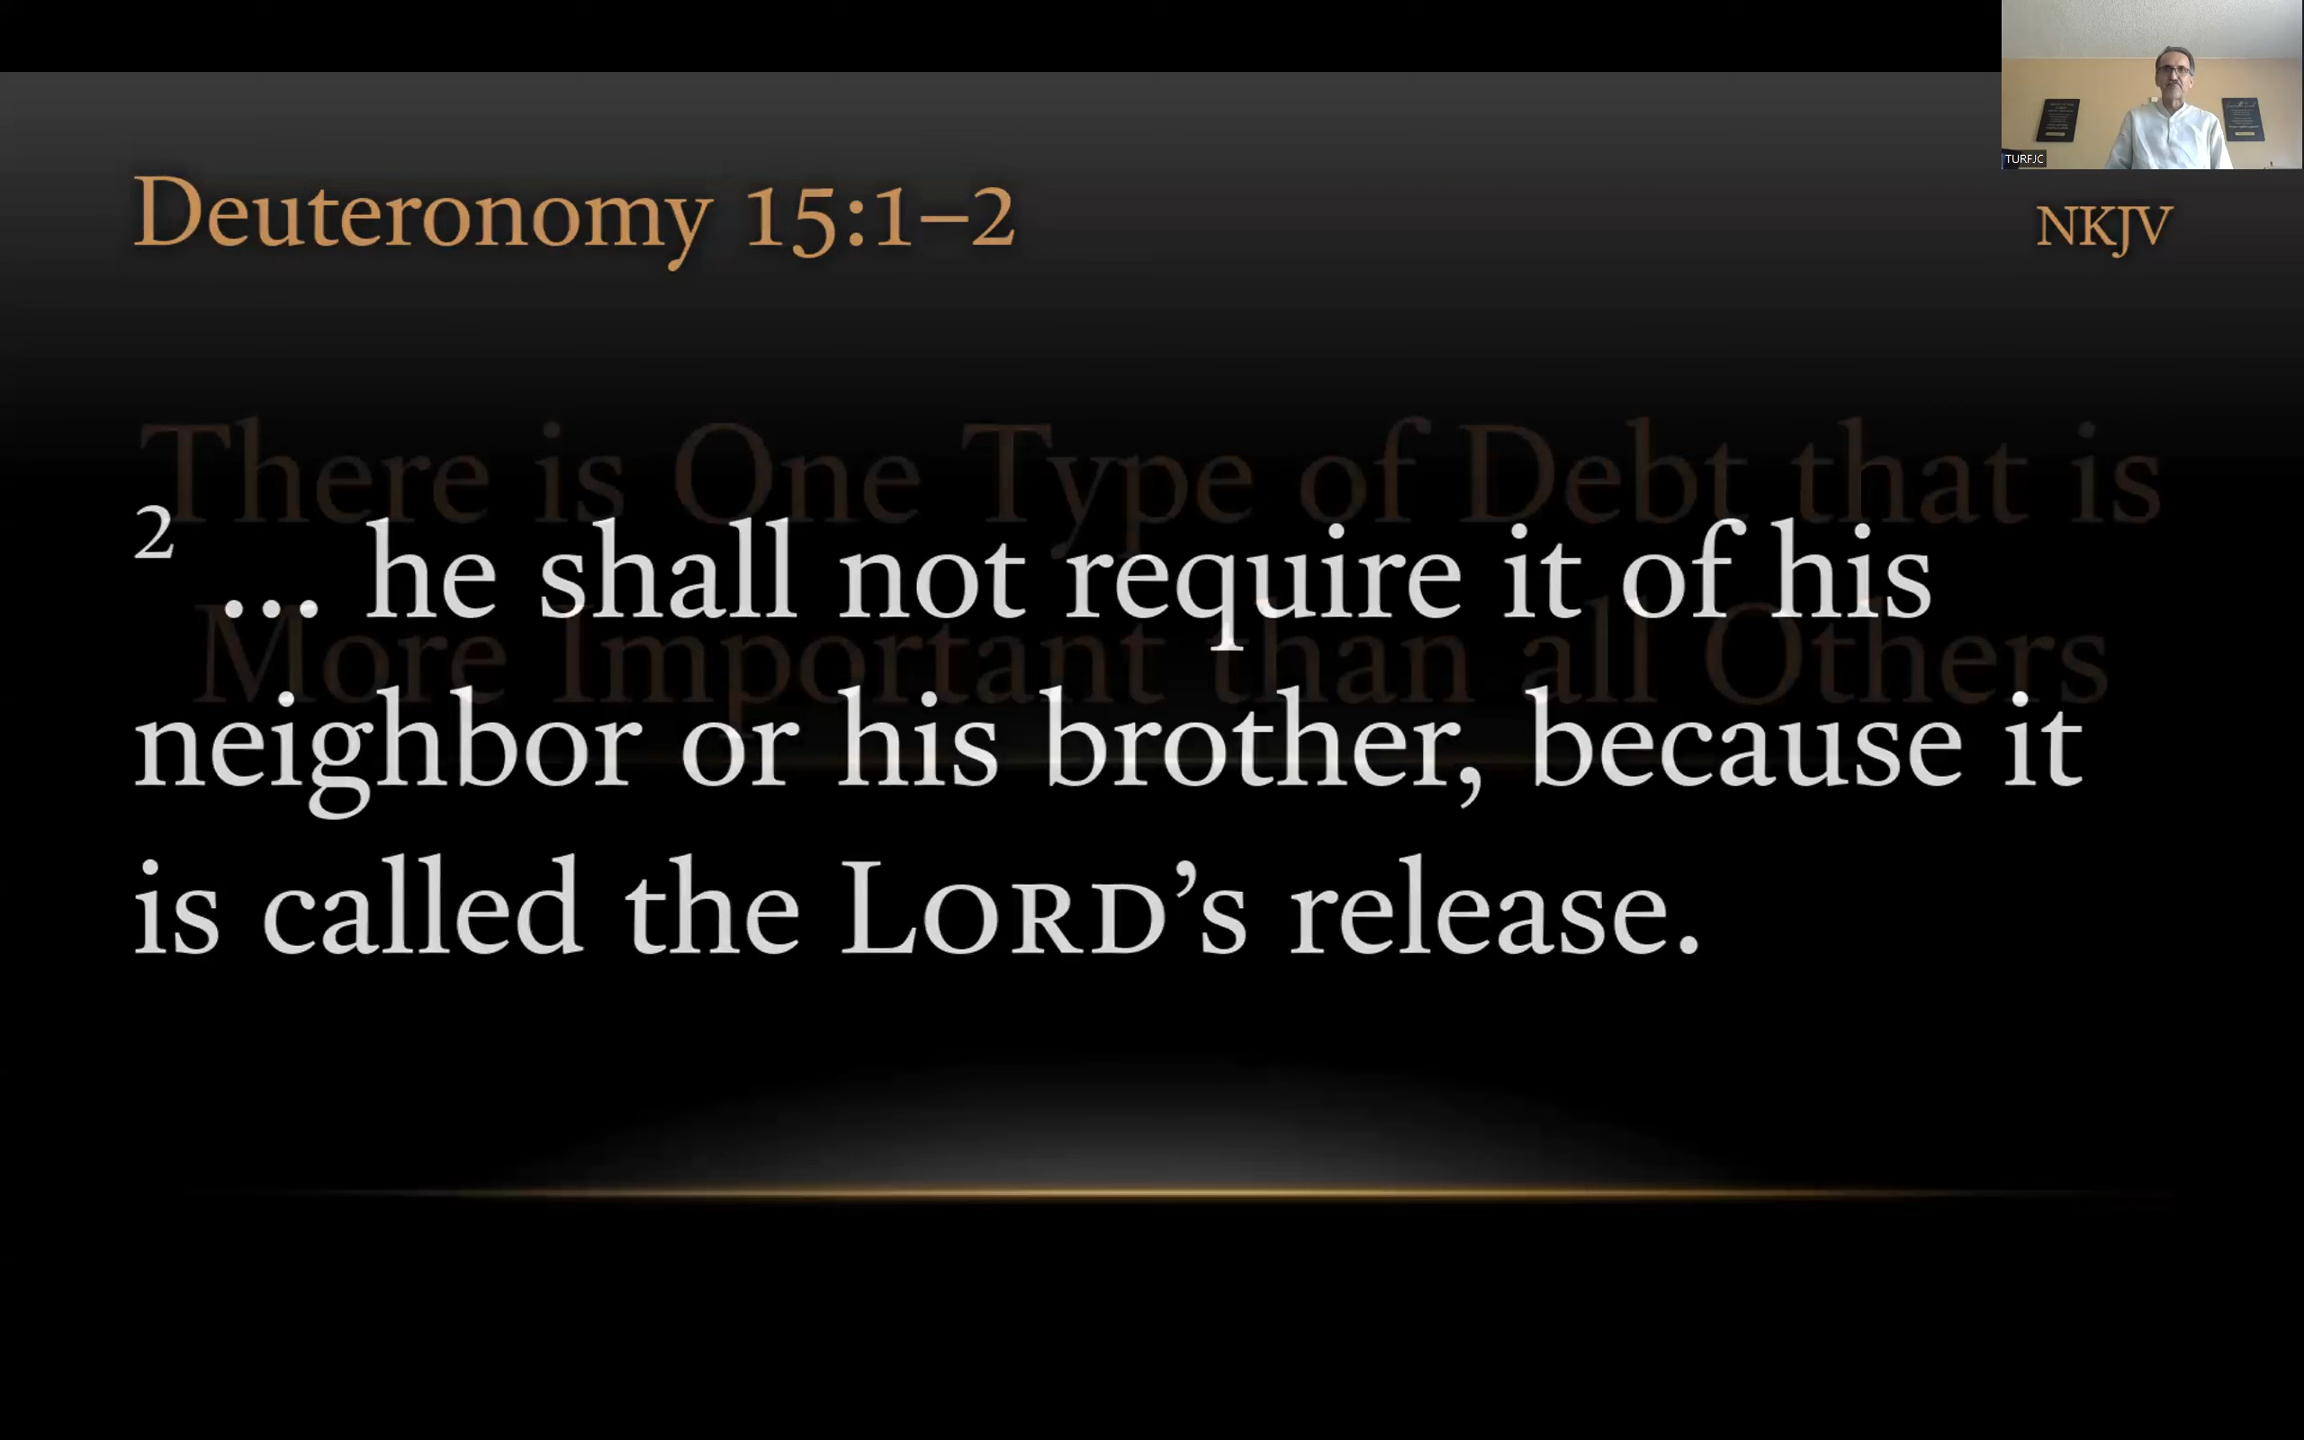 TURFJC
Deuteronomy 15:1–2
NKJV
There is One Type of Debt that is
More Important than all Others
2 ... he shall not require it of his
neighbor or his brother, because it
is called the LORD’s release.